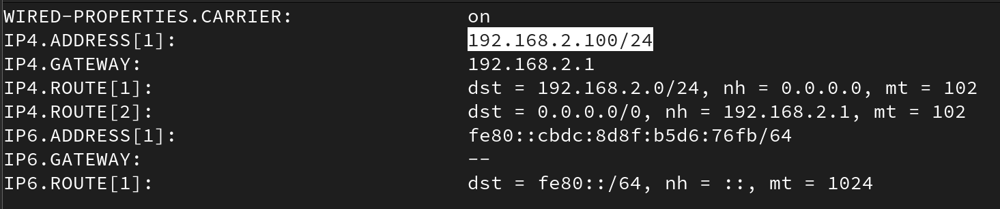 WIRED-PROPERTIES.CARRIER: on
IP4.ADDRESS[1]: 192.168.2.100/24
IP4.GATEWAY: 192.168.2.1
IP4.ROUTE[1]: dst = 192.168.2.0/24, nh = 0.0.0.0, mt = 102
IP4.ROUTE[2]: dst = 0.0.0.0/0, nh = 192.168.2.1, mt = 102
IP6.ADDRESS[1]: fe80::cbdc:8d8f:b5d6:76fb/64
IP6.GATEWAY: --
IP6.ROUTE[1]: dst = fe80::/64, nh = ::, mt = 1024